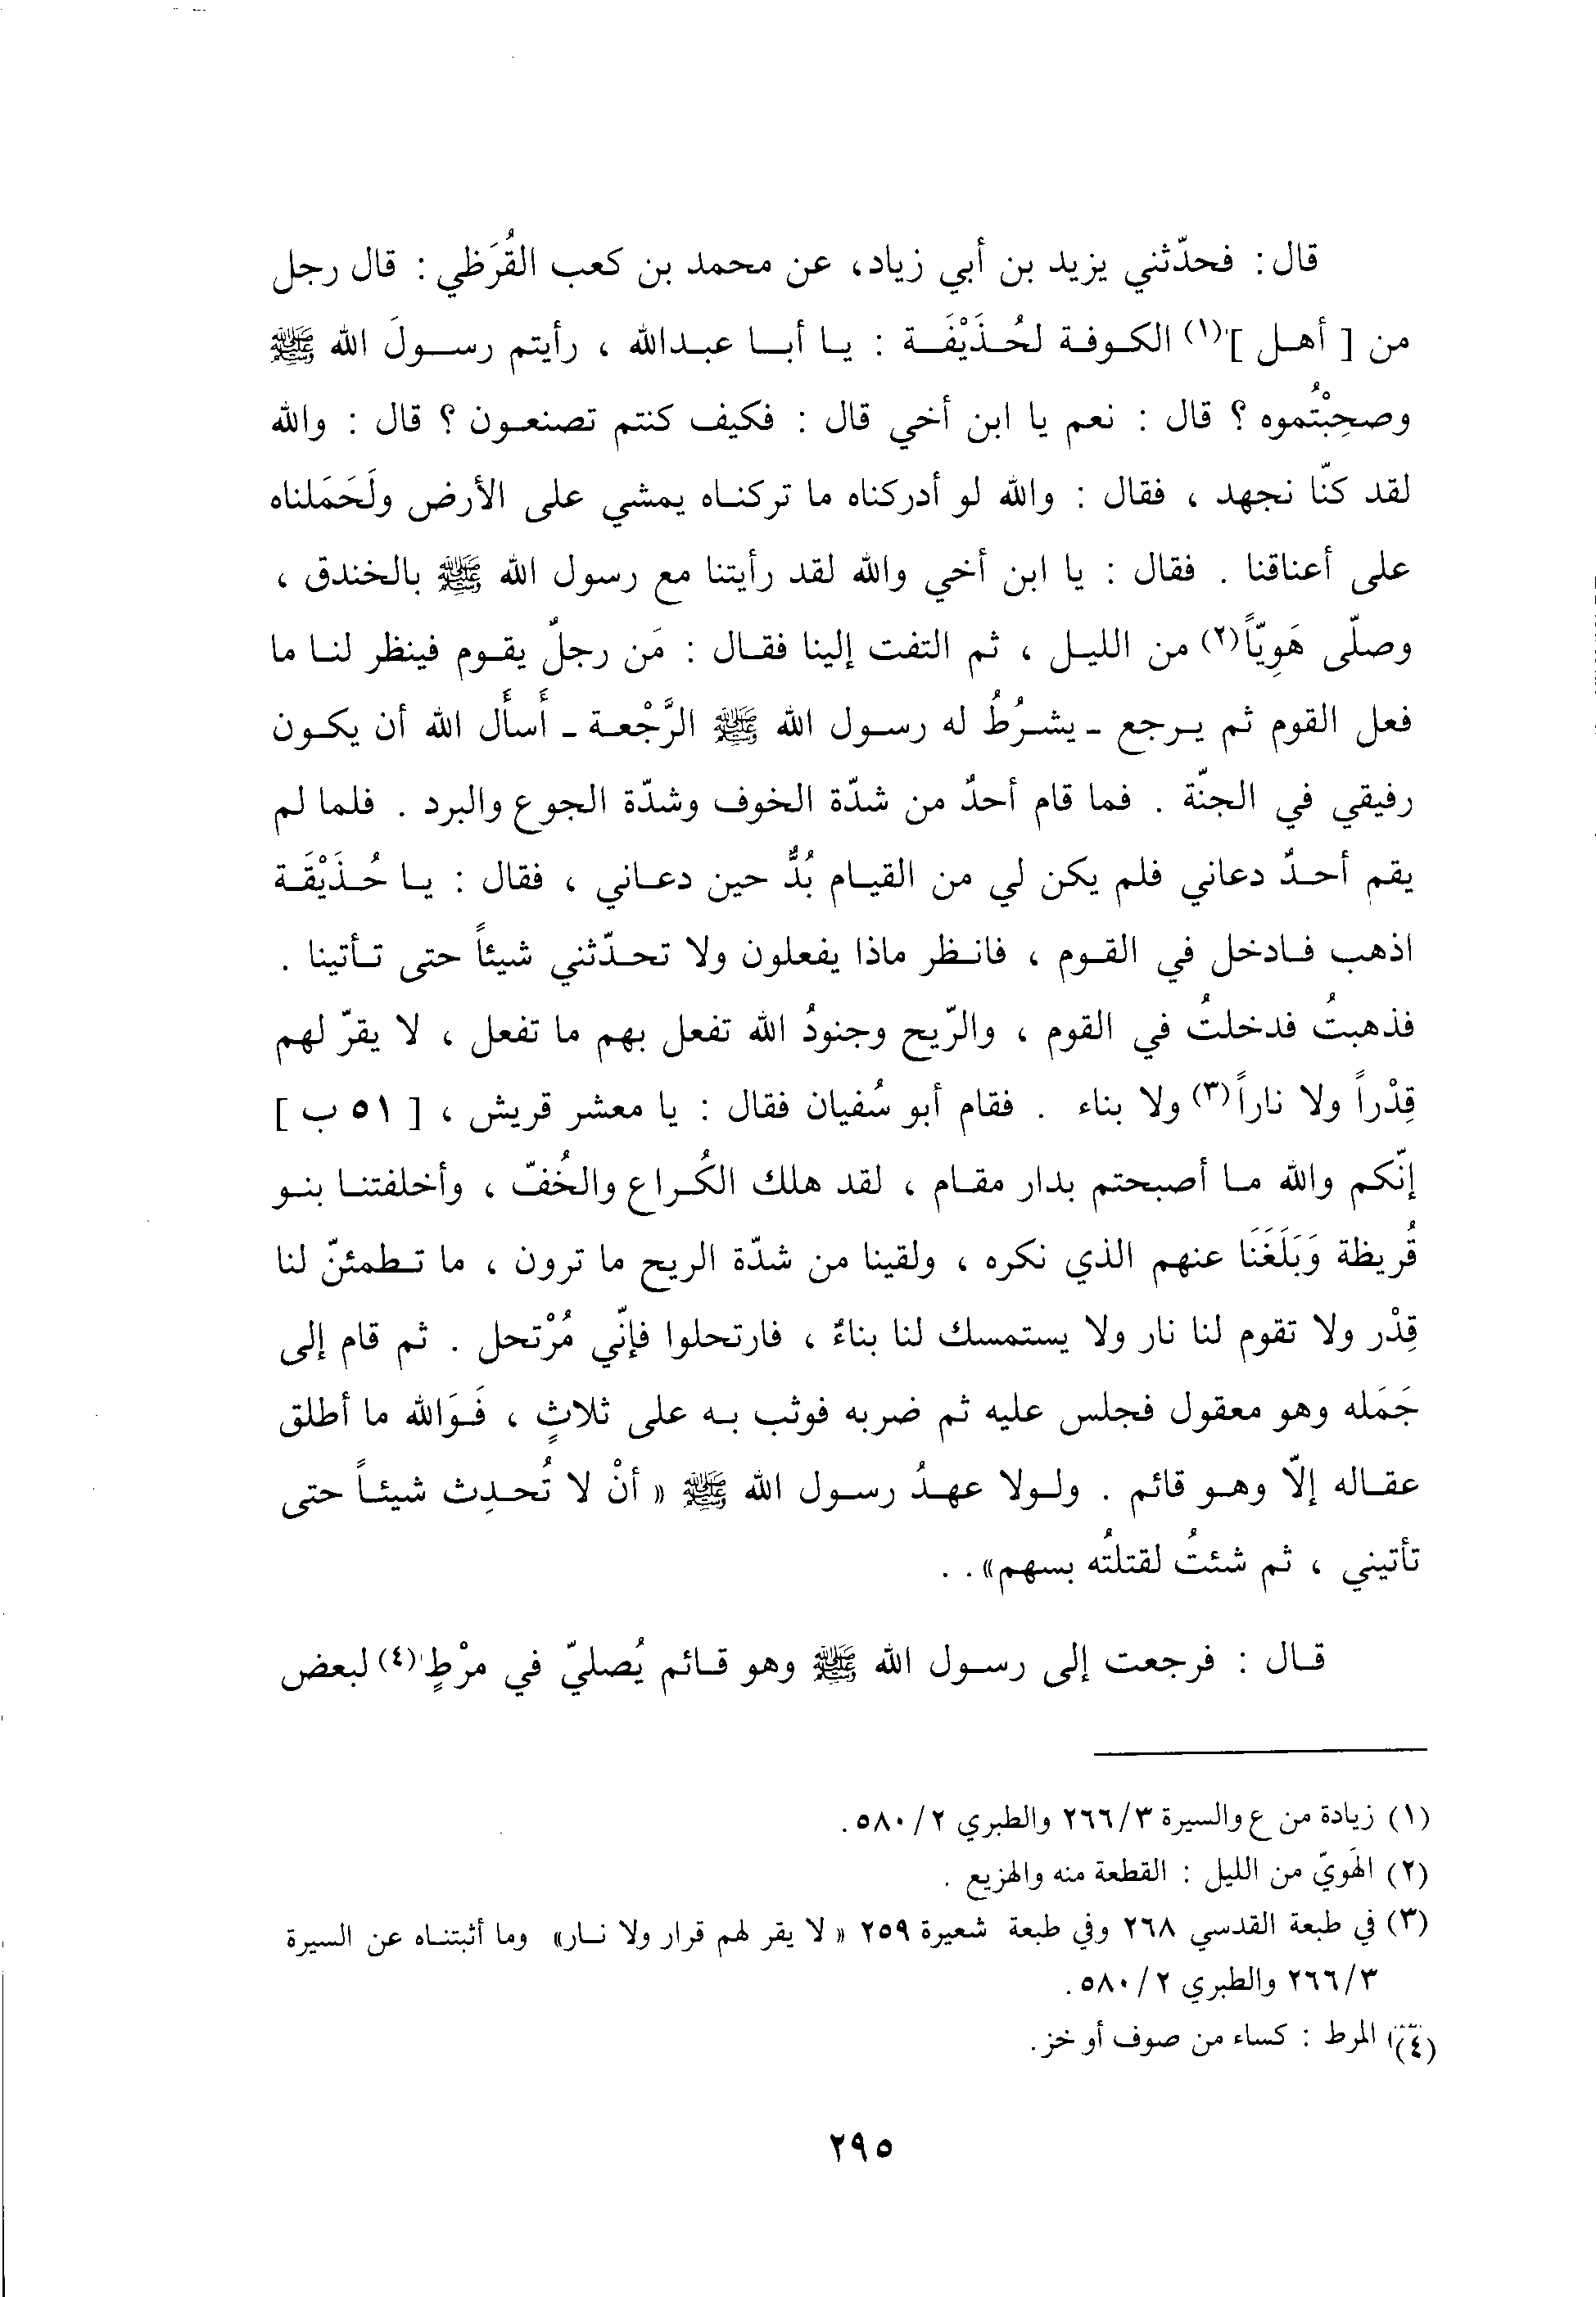 قال : فحدّثني يزيد بن أبي زياد، عن محمد بن كعب القُرَظي : قال رجل
من [ أهل ](١) الكوفة لحُذَيْفَة : يا أبا عبدالله ، رأيتم رسولَ الله ﷺ
وصحِبْتُموه ؟ قال : نعم يا ابن أخي قال : فكيف كنتم تصنعون ؟ قال : والله
لقد كنّا نجهد ، فقال : والله لو أدركناه ما تركناه يمشي على الأرض ولَحَمَلناه
على أعناقنا . فقال : يا ابن أخي والله لقد رأيتنا مع رسول الله ﷺ بالخندق ،
وصلّى هَوِيّاً(٢) من الليل ، ثم التفت إلينا فقال : مَن رجلٌ يقوم فينظر لنا ما
فعل القوم ثم يرجع ـ يشرُطُ له رسول الله ﷺ الرَّجْعة ـ أَسأَل الله أن يكون
رفيقي في الجنّة . فما قام أحدٌ من شدّة الخوف وشدّة الجوع والبرد . فلما لم
يقم أحدٌ دعاني فلم يكن لي من القيام بُدٌّ حين دعاني ، فقال : يا حُذَيْقَة
اذهب فادخل في القوم ، فانظر ماذا يفعلون ولا تحدّثني شيئاً حتى تأتينا .
فذهبتُ فدخلتُ في القوم ، والرّيح وجنودُ الله تفعل بهم ما تفعل ، لا يقرّ لهم
قِدْراً ولا ناراً(٣) ولا بناء . فقام أبو سُفيان فقال : يا معشر قريش ، [ ٥١ ب ]
إنّكم والله ما أصبحتم بدار مقام ، لقد هلك الكُراع والخُفّ ، وأخلفتنا بنو
قُريظة وَبَلَغَنَا عنهم الذي نكره ، ولقينا من شدّة الريح ما ترون ، ما تطمئنّ لنا
قِدْر ولا تقوم لنا نار ولا يستمسك لنا بناءٌ ، فارتحلوا فإنّي مُرْتحل . ثم قام إلى
جَمَله وهو معقول فجلس عليه ثم ضربه فوثب به على ثلاثٍ ، فَوَالله ما أطلق
عقاله إلّا وهو قائم . ولولا عهدُ رسول الله ﷺ « أنْ لا تُحدِث شيئاً حتى
تأتيني ، ثم شئتُ لقتلتُه بسهم» . .
قال : فرجعت إلى رسول الله ﷺ وهو قائم يُصليّ في مرْطٍ(٤) لبعض
(١) زيادة من ع والسيرة ٣/ ٢٦٦ والطبري ٢/ ٥٨٠.
(٢) الهَويّ من الليل : القطعة منه والهزيع .
(٣) في طبعة القدسي ٢٦٨ وفي طبعة شعيرة ٢٥٩ « لا يقر لهم قرار ولا نار» وما أثبتناه عن السيرة
٣/ ٢٦٦ والطبري ٢/ ٥٨٠.
(٤) المرط : كساء من صوف أو خز.
٢٩٥